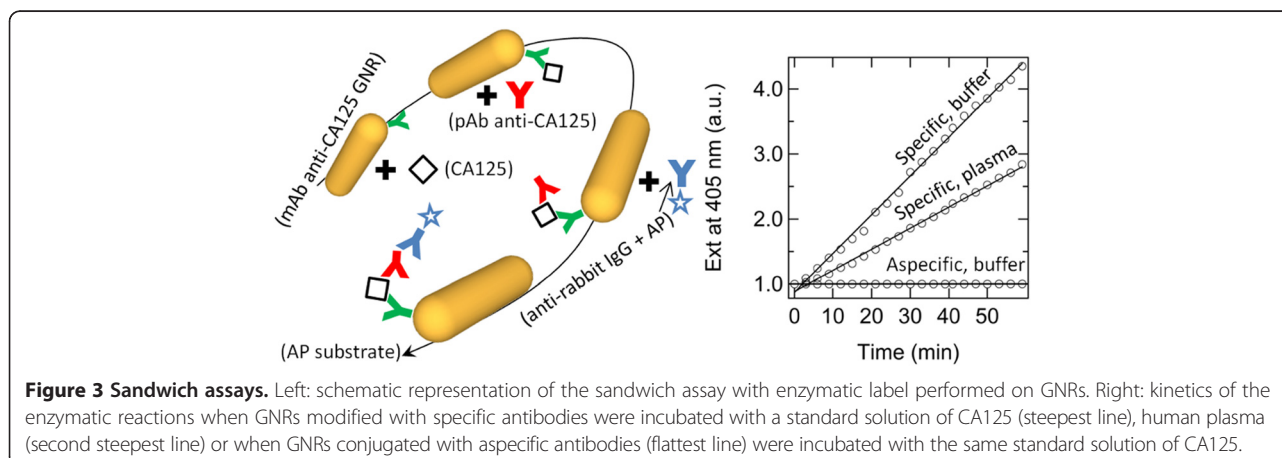 (mAb anti-CA125 GNR)
+
(CA125)
+
(pAb anti-CA125)
+
(anti-rabbit IgG + AP)
(AP substrate)
Ext at 405 nm (a.u.)
4.0
3.0
2.0
1.0
Specific, buffer
Specific, plasma
Aspecific, buffer
0 10 20 30 40 50
Time (min)
Figure 3 Sandwich assays. Left: schematic representation of the sandwich assay with enzymatic label performed on GNRs. Right: kinetics of the
enzymatic reactions when GNRs modified with specific antibodies were incubated with a standard solution of CA125 (steepest line), human plasma
(second steepest line) or when GNRs conjugated with aspecific antibodies (flattest line) were incubated with the same standard solution of CA125.